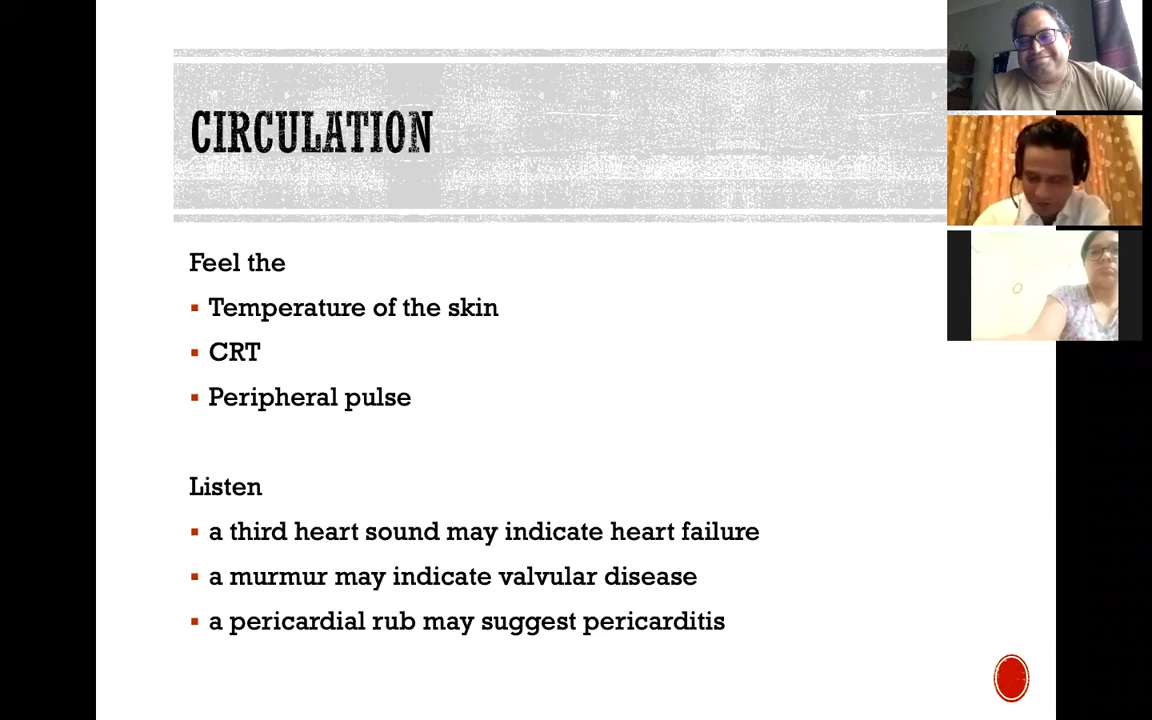 CIRCULATION
Feel the
▪ Temperature of the skin
▪ CRT
▪ Peripheral pulse
Listen
▪ a third heart sound may indicate heart failure
▪ a murmur may indicate valvular disease
▪ a pericardial rub may suggest pericarditis